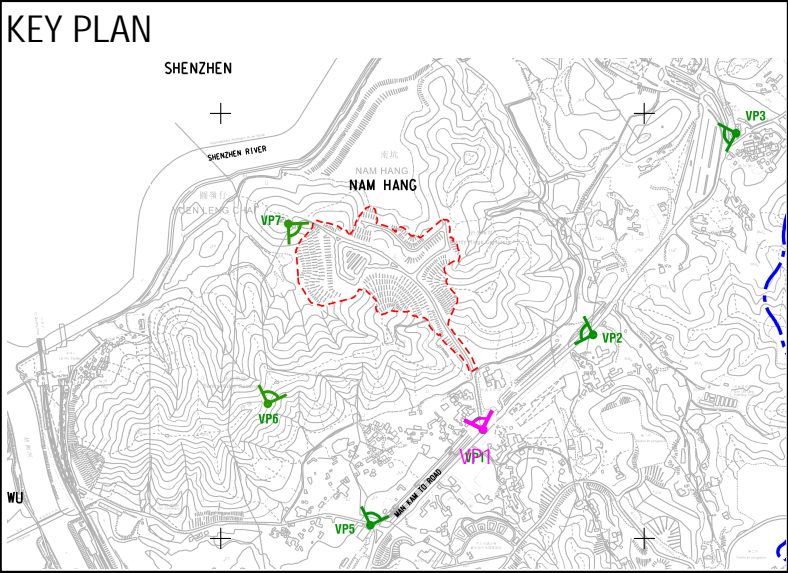 KEY PLAN
SHENZHEN
VP3
SHENZHEN RIVER
南坑
NAM HANG
NAM HANG
VP7
VP2
VP6
VP1
WU
MAN KAM TO ROAD
VP5